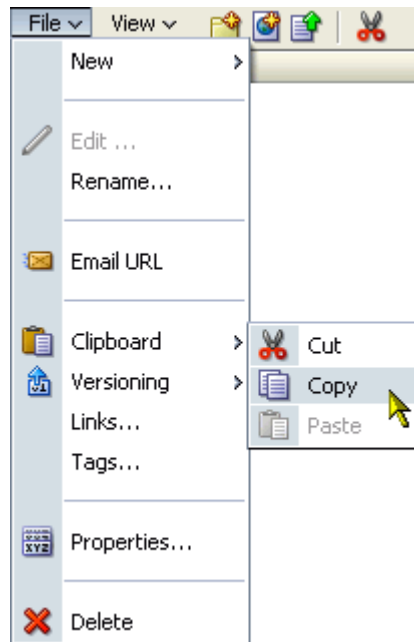 File View
New
Edit ...
Rename...
Email URL
Clipboard
Cut
Versioning
Copy
Links...
Paste
Tags...
Properties...
Delete